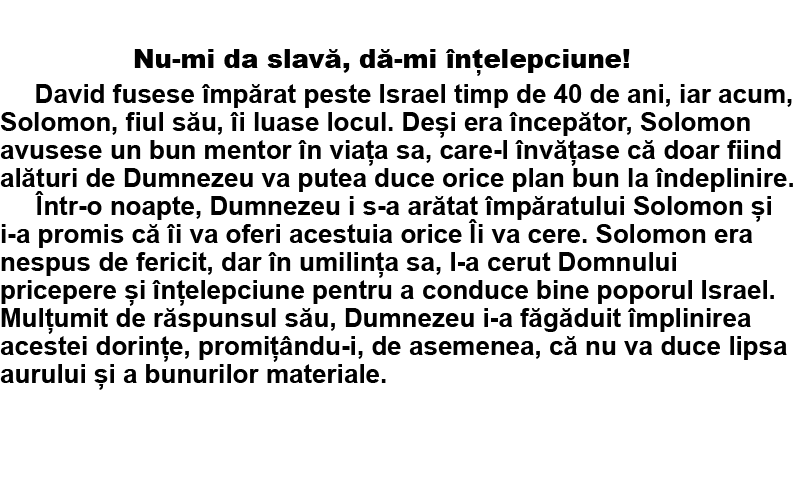 Nu-mi da slavă, dă-mi înțelepciune!
David fusese împărat peste Israel timp de 40 de ani, iar acum,
Solomon, fiul său, îi luase locul. Deși era începător, Solomon
avusese un bun mentor în viața sa, care-l învățase că doar fiind
alături de Dumnezeu va putea duce orice plan bun la îndeplinire.
Într-o noapte, Dumnezeu i s-a arătat împăratului Solomon și
i-a promis că îi va oferi acestuia orice Îi va cere. Solomon era
nespus de fericit, dar în umilința sa, I-a cerut Domnului
pricepere și înțelepciune pentru a conduce bine poporul Israel.
Mulțumit de răspunsul său, Dumnezeu i-a făgăduit împlinirea
acestei dorințe, promițându-i, de asemenea, că nu va duce lipsa
aurului și a bunurilor materiale.